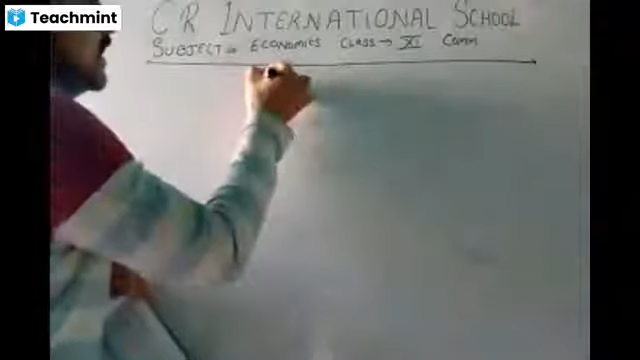 Teachmint
CR INTERNATIONAL SCHOOL
SUBJECT → ECONOMICS CLASS → XI COMM